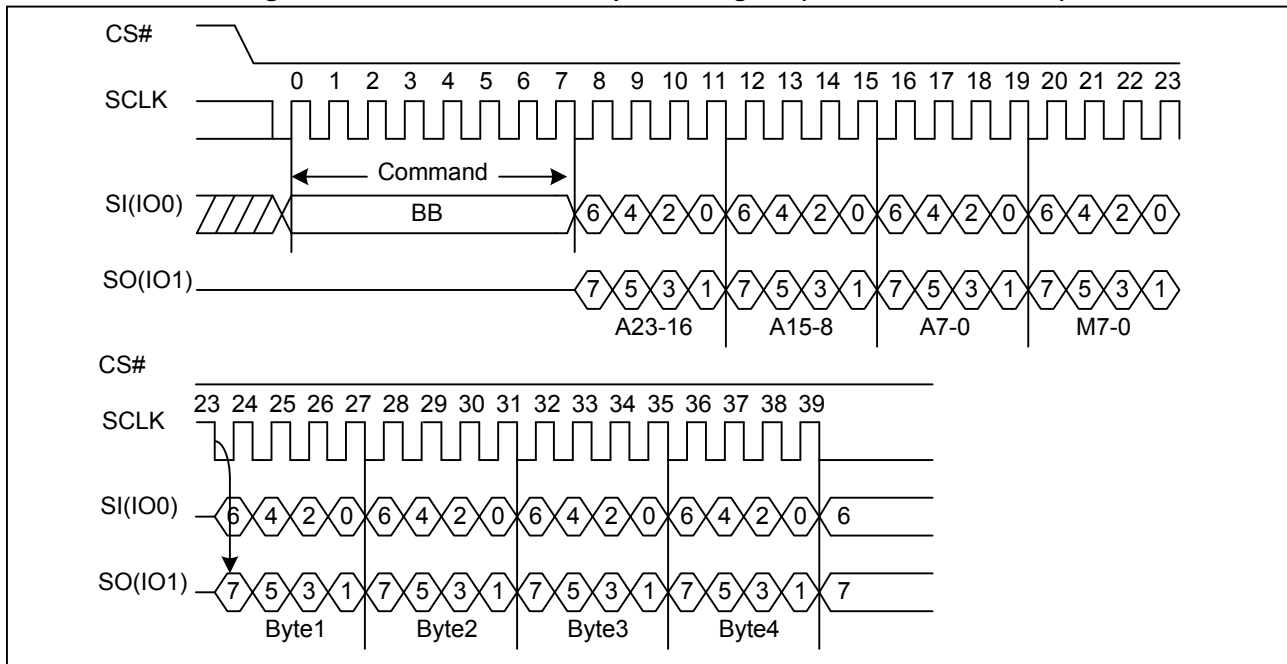 CS#
0 1 2 3 4 5 6 7 8 9 10 11 12 13 14 15 16 17 18 19 20 21 22 23
SCLK
Command
SI(IO0) BB 6 4 2 0 6 4 2 0 6 4 2 0 6 4 2 0
SO(IO1) 7 5 3 1 7 5 3 1 7 5 3 1 7 5 3 1
A23-16 A15-8 A7-0 M7-0
CS#
23 24 25 26 27 28 29 30 31 32 33 34 35 36 37 38 39
SCLK
SI(IO0) 6 4 2 0 6 4 2 0 6 4 2 0 6 4 2 0 6
SO(IO1) 7 5 3 1 7 5 3 1 7 5 3 1 7 5 3 1 7
Byte1 Byte2 Byte3 Byte4